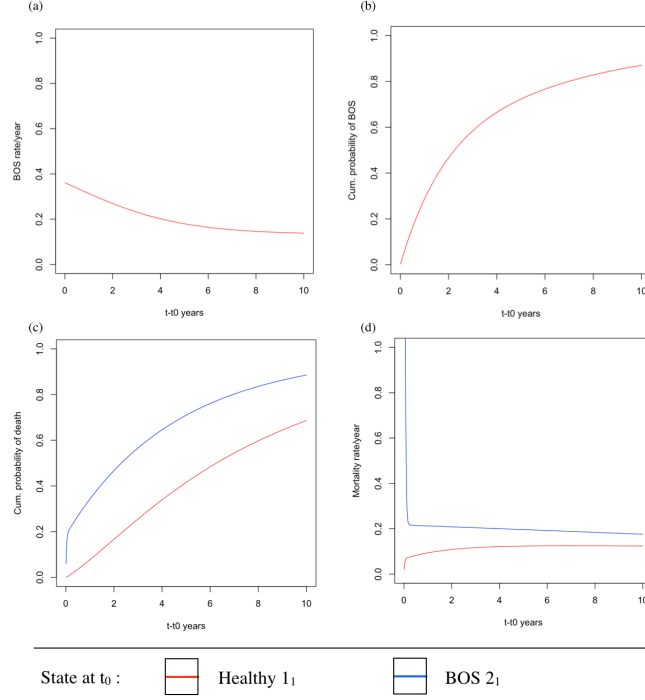 (a)
BOS rate/year
0.0 0.2 0.4 0.6 0.8 1.0
0 2 4 6 8 10
t-t0 years
(b)
Cum. probability of BOS
0.0 0.2 0.4 0.6 0.8 1.0
0 2 4 6 8 10
t-t0 years
(c)
Cum. probability of death
0.0 0.2 0.4 0.6 0.8 1.0
0 2 4 6 8 10
t-t0 years
(d)
Mortality rate/year
0.0 0.2 0.4 0.6 0.8 1.0
0 2 4 6 8 10
t-t0 years
State at t₀ : Healthy 1₁ BOS 2₁